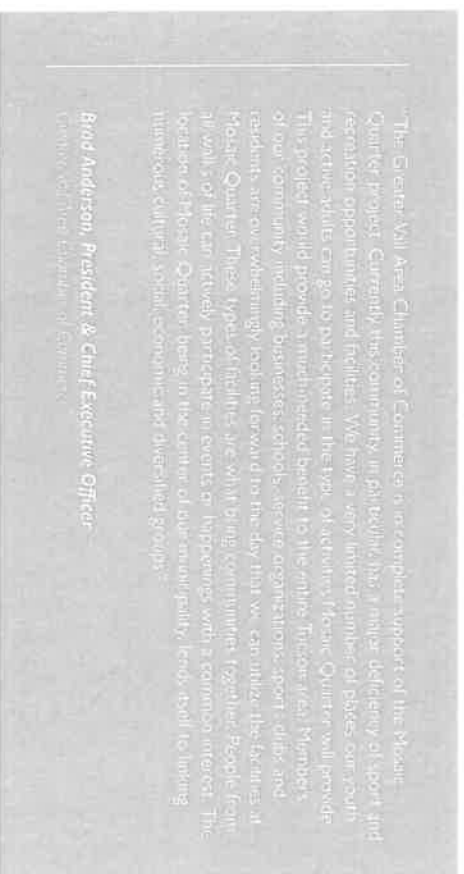 "The Greater Vail Area Chamber of Commerce is in complete support of the Mosaic
Quarter project. Currently this community, in particular, has a major deficiency of sport and
recreation opportunities and facilities. We have a very limited number of places our youth
and active adults can go to participate in the type of activities Mosaic Quarter will provide.
This project would provide a much needed benefit to the entire Tucson area. Members
of our community including businesses, schools, service organizations, sport clubs and
residents are overwhelmingly looking forward to the day that we can utilize the facilities at
Mosaic Quarter. These types of facilities are what bring communities together. People from
all walks of life can actively participate in events or happenings with a common interest. The
location of Mosaic Quarter being in the center of our municipality, lends itself to linking
numerous cultural, social, economic and diversified groups."
Brad Anderson, President & Chief Executive Officer
Greater Vail Area Chamber of Commerce